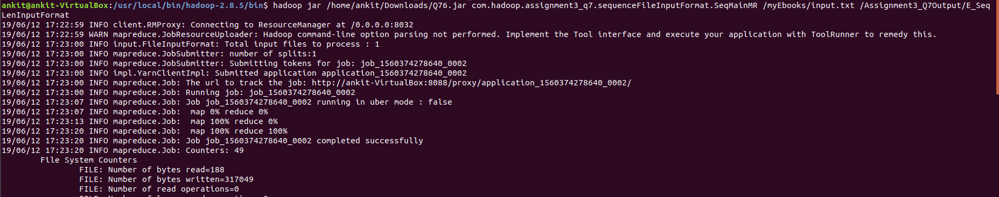 ankit@ankit-VirtualBox:/usr/local/bin/hadoop-2.8.5/bin$ hadoop jar /home/ankit/Downloads/Q76.jar com.hadoop.assignment3_q7.sequenceFileInputFormat.SeqMainMR /myEbooks/input.txt /Assignment3_Q7Output/E_Seq
LenInputFormat
19/06/12 17:22:59 INFO client.RMProxy: Connecting to ResourceManager at /0.0.0.0:8032
19/06/12 17:22:59 WARN mapreduce.JobResourceUploader: Hadoop command-line option parsing not performed. Implement the Tool interface and execute your application with ToolRunner to remedy this.
19/06/12 17:23:00 INFO input.FileInputFormat: Total input files to process : 1
19/06/12 17:23:00 INFO mapreduce.JobSubmitter: number of splits:1
19/06/12 17:23:00 INFO mapreduce.JobSubmitter: Submitting tokens for job: job_1560374278640_0002
19/06/12 17:23:00 INFO impl.YarnClientImpl: Submitted application application_1560374278640_0002
19/06/12 17:23:00 INFO mapreduce.Job: The url to track the job: http://ankit-VirtualBox:8088/proxy/application_1560374278640_0002/
19/06/12 17:23:00 INFO mapreduce.Job: Running job: job_1560374278640_0002
19/06/12 17:23:07 INFO mapreduce.Job: Job job_1560374278640_0002 running in uber mode : false
19/06/12 17:23:07 INFO mapreduce.Job:  map 0% reduce 0%
19/06/12 17:23:13 INFO mapreduce.Job:  map 100% reduce 0%
19/06/12 17:23:20 INFO mapreduce.Job:  map 100% reduce 100%
19/06/12 17:23:20 INFO mapreduce.Job: Job job_1560374278640_0002 completed successfully
19/06/12 17:23:20 INFO mapreduce.Job: Counters: 49
File System Counters
FILE: Number of bytes read=188
FILE: Number of bytes written=317049
FILE: Number of read operations=0